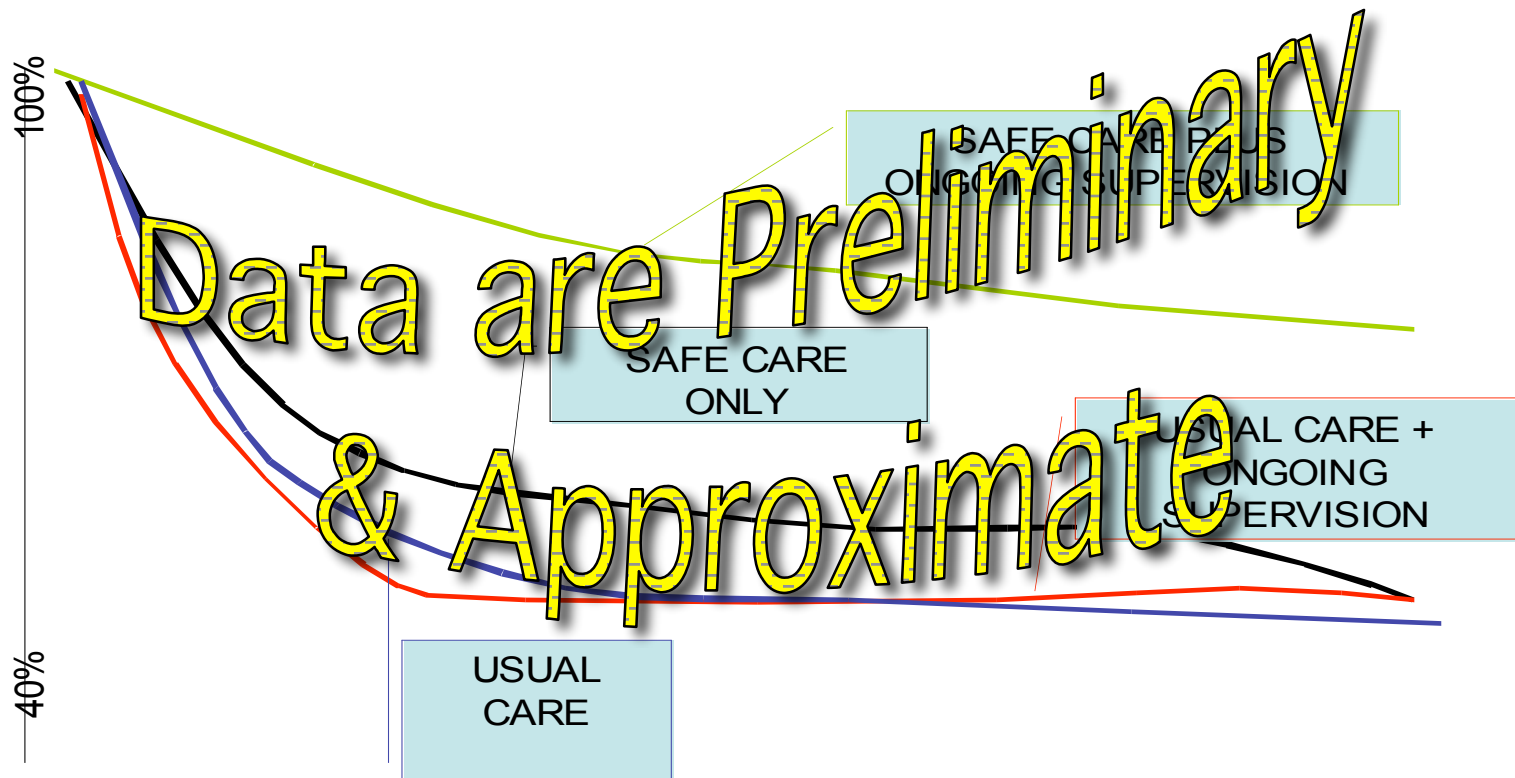 100%
SAFE CARE PLUS
ONGOING SUPERVISION
Data are Preliminary
SAFE CARE
ONLY
& Approximate
USUAL CARE +
ONGOING
SUPERVISION
USUAL
CARE
40%